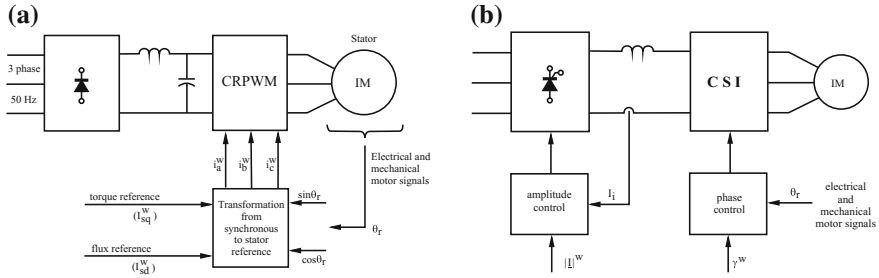 (a)
3 phase
50 Hz
CRPWM
Stator
IM
i_a^w
i_b^w
i_c^w
Electrical and
mechanical
motor signals
torque reference
(I_sq^w)
flux reference
(I_sd^w)
Transformation
from
synchronous
to stator
reference
sinθ_r
θ_r
cosθ_r
(b)
C S I
IM
amplitude
control
I_i
|I|^w
phase
control
θ_r
γ^w
electrical
and
mechanical
motor signals